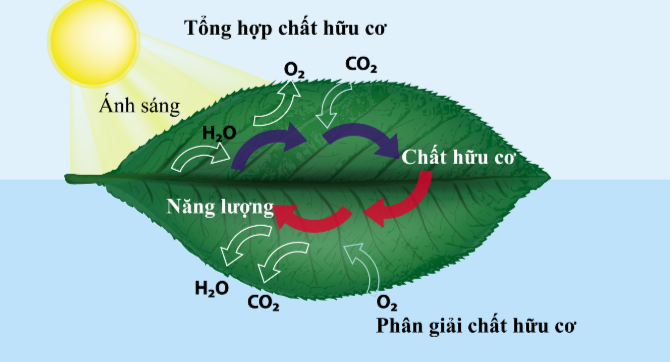 Tổng hợp chất hữu cơ
O₂
CO₂
Ánh sáng
H₂O
Chất hữu cơ
Năng lượng
H₂O
CO₂
O₂
Phân giải chất hữu cơ